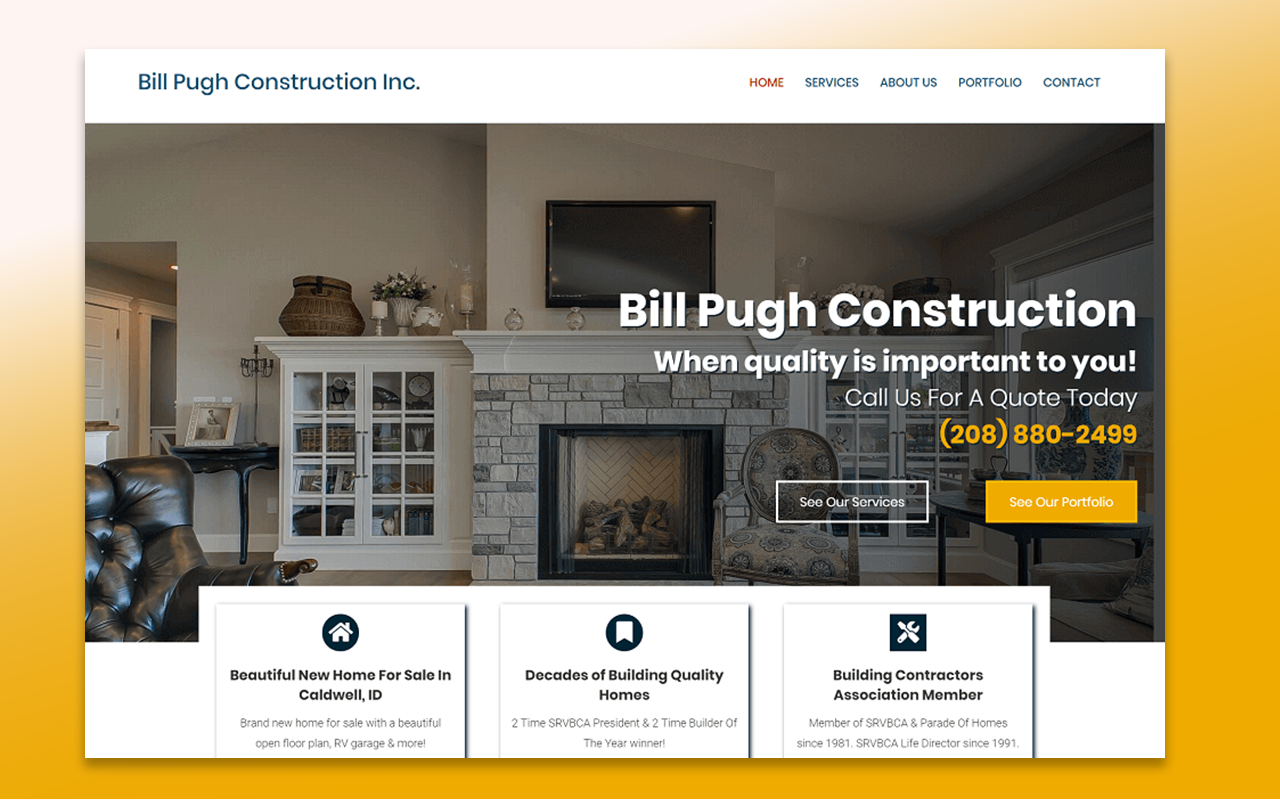 Bill Pugh Construction Inc.
HOME SERVICES ABOUT US PORTFOLIO CONTACT
Bill Pugh Construction
When quality is important to you!
Call Us For A Quote Today
(208) 880-2499
See Our Services
See Our Portfolio
Beautiful New Home For Sale In
Caldwell, ID
Brand new home for sale with a beautiful
open floor plan, RV garage & more!
Decades of Building Quality
Homes
2 Time SRVBCA President & 2 Time Builder Of
The Year winner!
Building Contractors
Association Member
Member of SRVBCA & Parade Of Homes
since 1981. SRVBCA Life Director since 1991.